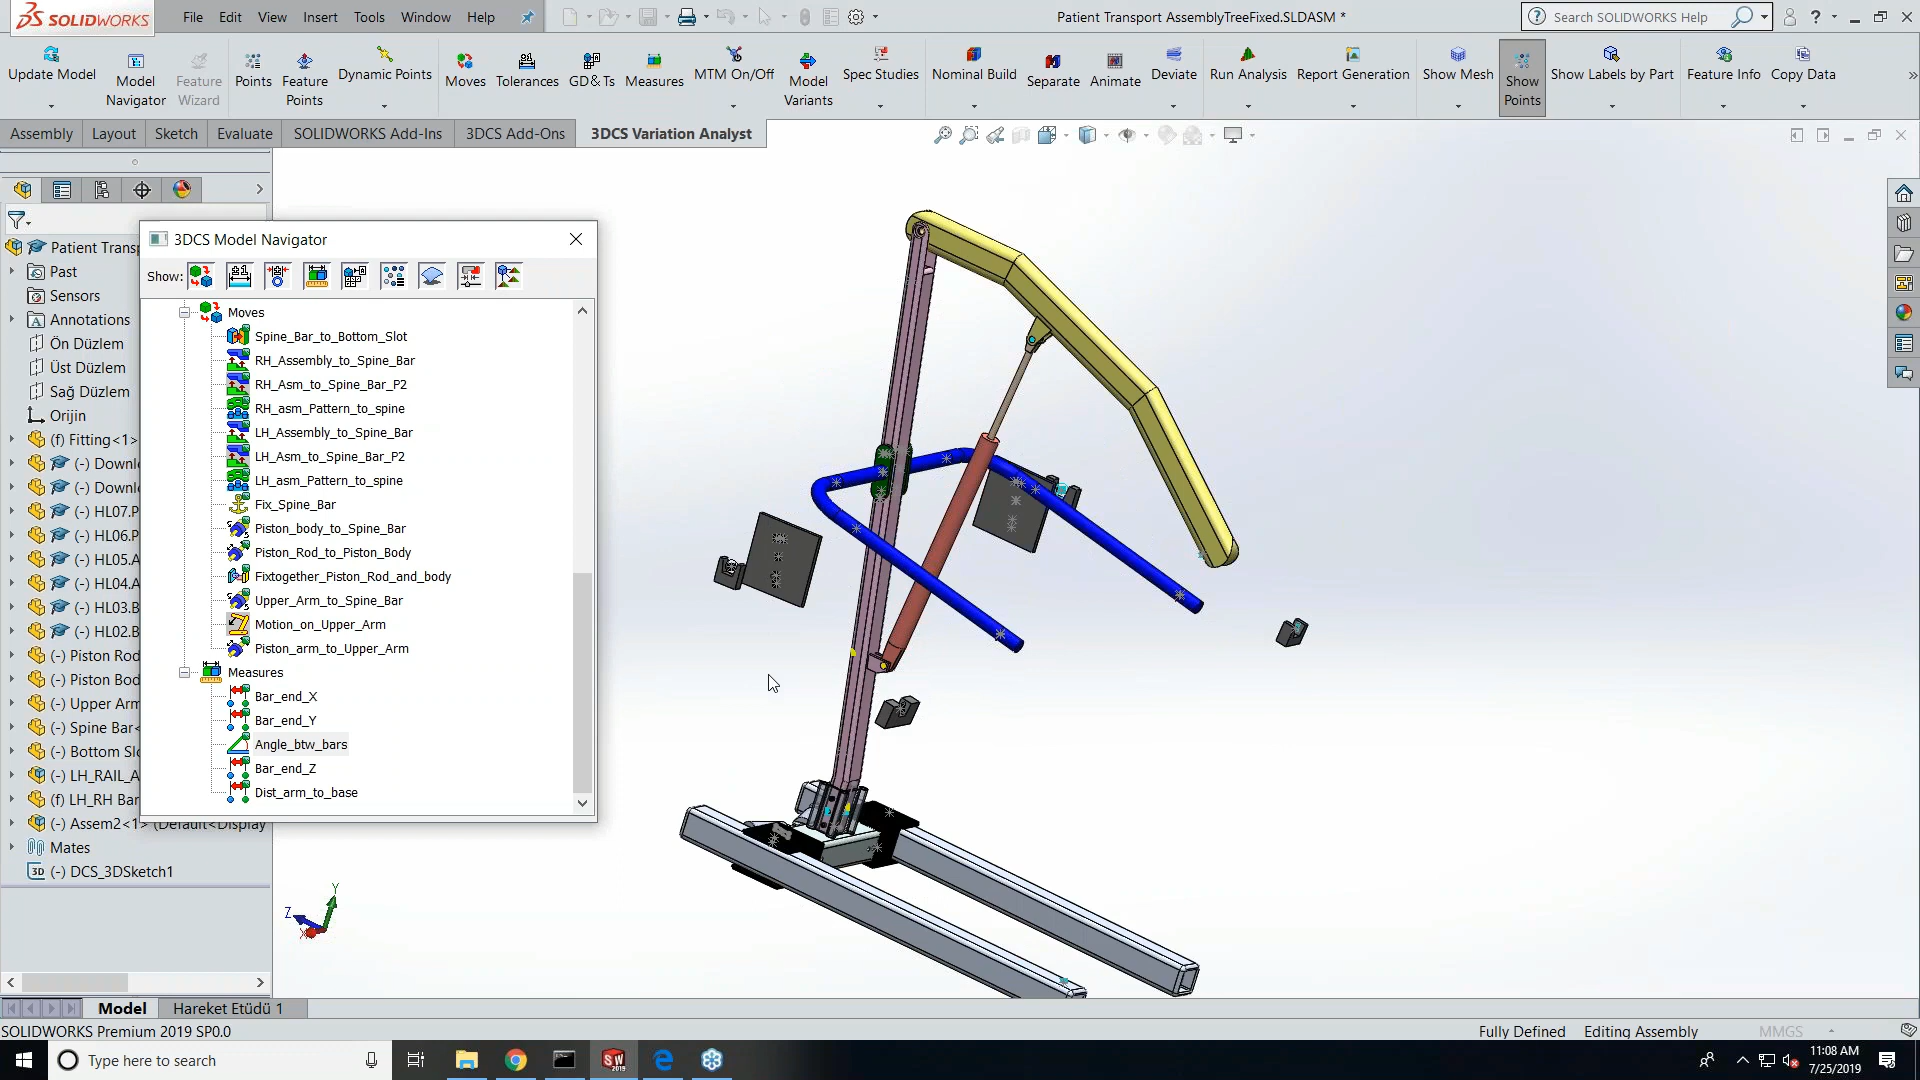 SOLIDWORKS
File Edit View Insert Tools Window Help
Patient Transport AssemblyTreeFixed.SLDASM *
Search SOLIDWORKS Help
Update Model
Model Navigator
Feature Wizard
Points
Feature Points
Dynamic Points
Moves
Tolerances
GD&Ts
Measures
MTM On/Off
Model Variants
Spec Studies
Nominal Build
Separate
Animate
Deviate
Run Analysis
Report Generation
Show Mesh
Show Points
Show Labels by Part
Feature Info
Copy Data
Assembly Layout Sketch Evaluate SOLIDWORKS Add-Ins 3DCS Add-Ons 3DCS Variation Analyst
Patient Transp
Past
Sensors
Annotations
Ön Düzlem
Üst Düzlem
Sağ Düzlem
Orijin
(f) Fitting<1>
(-) Downl
(-) Downl
HL07.P
HL06.P
HL05.A
HL04.A
HL03.B
HL02.B
(-) Piston Rod
(-) Piston Bod
(-) Upper Arm
(-) Spine Bar<
(-) Bottom Slo
(-) LH_RAIL_A
(f) LH_RH Bar
(-) Assem2<1> (Default<Display
Mates
(-) DCS_3DSketch1
3DCS Model Navigator
Show:
Moves
Spine_Bar_to_Bottom_Slot
RH_Assembly_to_Spine_Bar
RH_Asm_to_Spine_Bar_P2
RH_asm_Pattern_to_spine
LH_Assembly_to_Spine_Bar
LH_Asm_to_Spine_Bar_P2
LH_asm_Pattern_to_spine
Fix_Spine_Bar
Piston_body_to_Spine_Bar
Piston_Rod_to_Piston_Body
Fixtogether_Piston_Rod_and_body
Upper_Arm_to_Spine_Bar
Motion_on_Upper_Arm
Piston_arm_to_Upper_Arm
Measures
Bar_end_X
Bar_end_Y
Angle_btw_bars
Bar_end_Z
Dist_arm_to_base
Y
Z
X
Model Hareket Etüdü 1
SOLIDWORKS Premium 2019 SP0.0
Fully Defined Editing Assembly MMGS
Type here to search
SW 2019
11:08 AM
7/25/2019